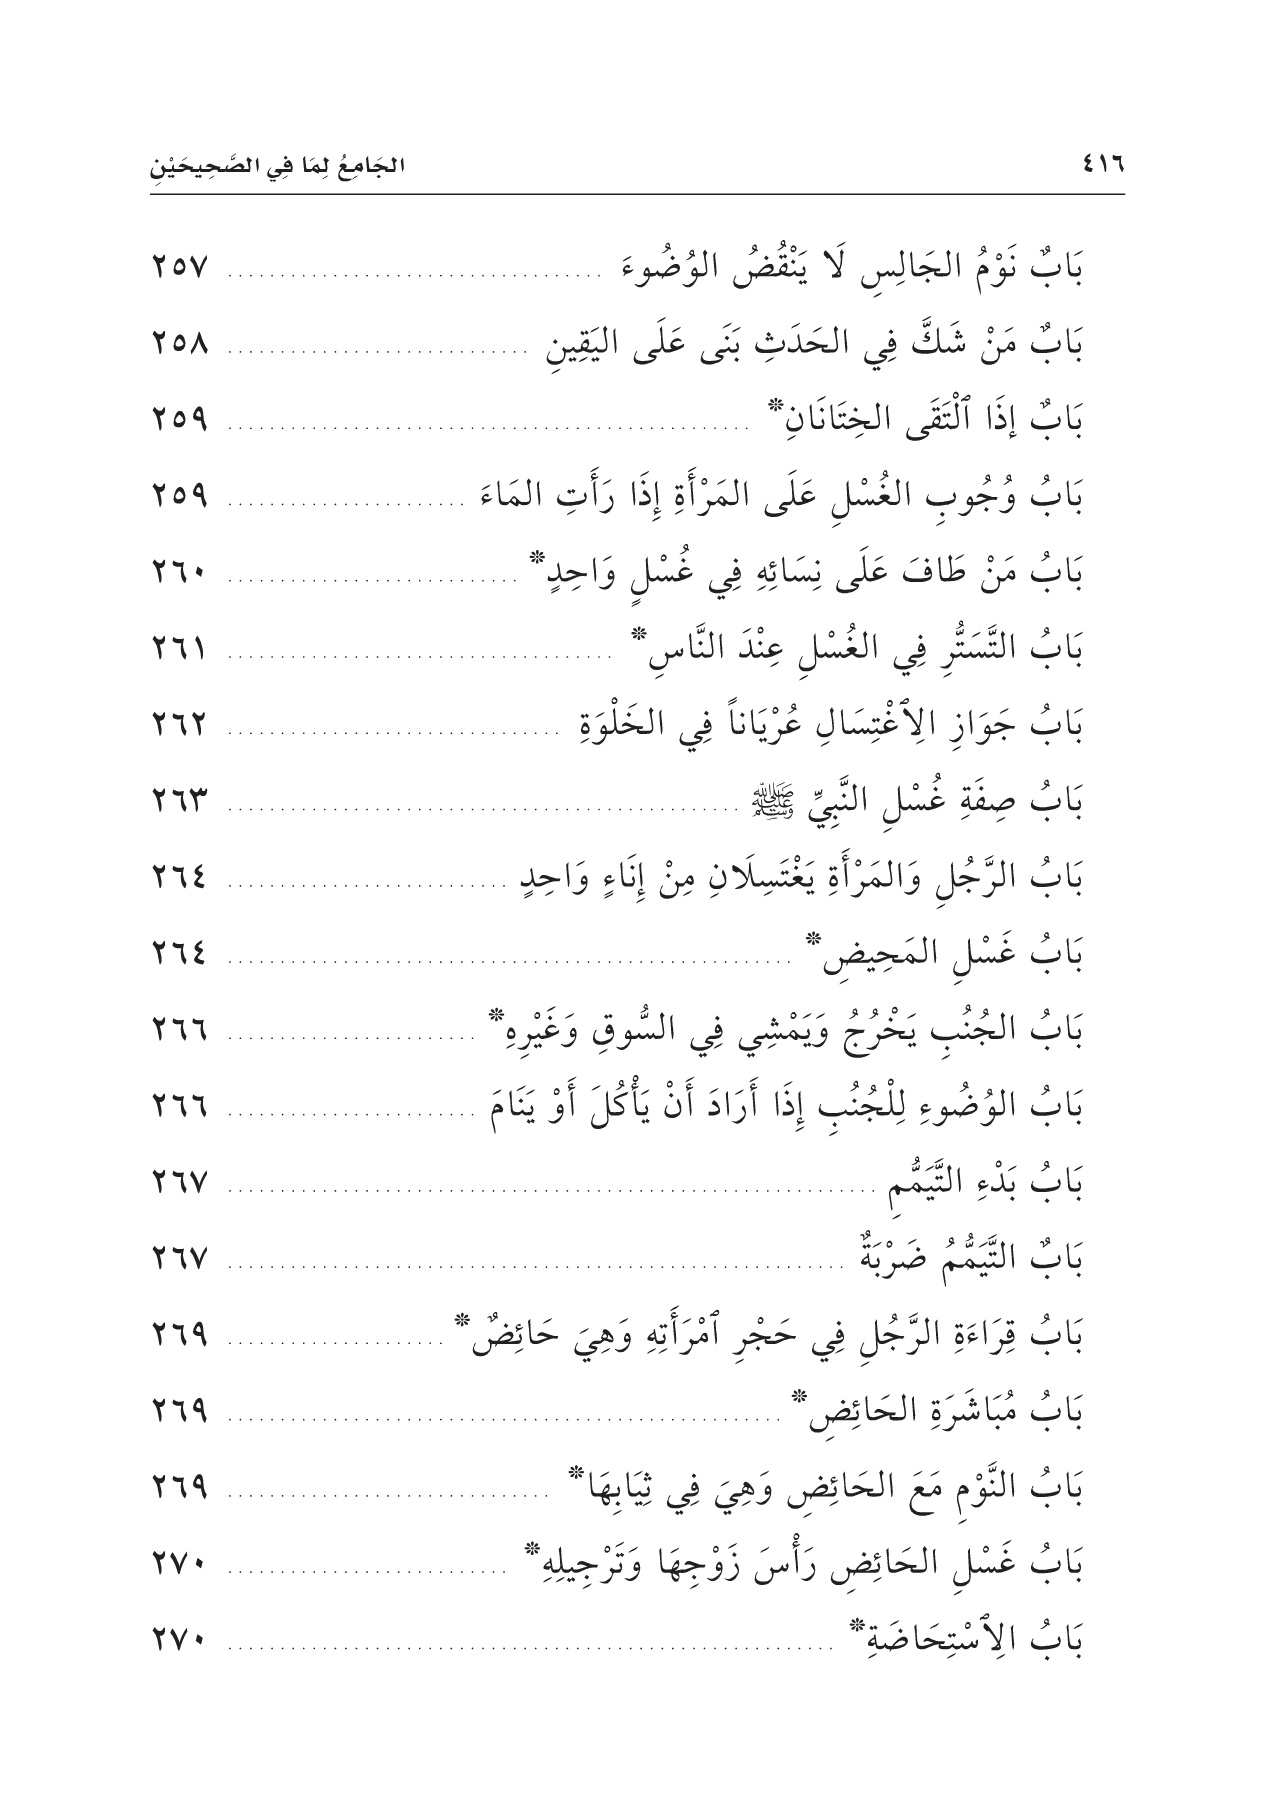 ٤١٦ الجَامِعُ لِمَا فِي الصَّحِيحَيْنِ
بَابٌ نَوْمُ الجَالِسِ لَا يَنْقُضُ الوُضُوءَ .................................... ٢٥٧
بَابٌ مَنْ شَكَّ فِي الحَدَثِ بَنَى عَلَى اليَقِينِ ............................. ٢٥٨
بَابٌ إِذَا ٱلْتَقَى الخِتَانَانِ* .................................................. ٢٥٩
بَابُ وُجُوبِ الغُسْلِ عَلَى المَرْأَةِ إِذَا رَأَتِ المَاءَ ....................... ٢٥٩
بَابُ مَنْ طَافَ عَلَى نِسَائِهِ فِي غُسْلٍ وَاحِدٍ* ............................ ٢٦٠
بَابُ التَّسَتُّرِ فِي الغُسْلِ عِنْدَ النَّاسِ* ..................................... ٢٦١
بَابُ جَوَازِ الِٱغْتِسَالِ عُرْيَاناً فِي الخَلْوَةِ ................................ ٢٦٢
بَابُ صِفَةِ غُسْلِ النَّبِيِّ ﷺ ................................................. ٢٦٣
بَابُ الرَّجُلِ وَالمَرْأَةِ يَغْتَسِلَانِ مِنْ إِنَاءٍ وَاحِدٍ ........................... ٢٦٤
بَابُ غَسْلِ المَحِيضِ* ...................................................... ٢٦٤
بَابُ الجُنُبِ يَخْرُجُ وَيَمْشِي فِي السُّوقِ وَغَيْرِهِ* ........................ ٢٦٦
بَابُ الوُضُوءِ لِلْجُنُبِ إِذَا أَرَادَ أَنْ يَأْكُلَ أَوْ يَنَامَ ........................ ٢٦٦
بَابُ بَدْءِ التَّيَمُّمِ .............................................................. ٢٦٧
بَابٌ التَّيَمُّمُ ضَرْبَةٌ ........................................................... ٢٦٧
بَابُ قِرَاءَةِ الرَّجُلِ فِي حَجْرِ ٱمْرَأَتِهِ وَهِيَ حَائِضٌ* ..................... ٢٦٩
بَابُ مُبَاشَرَةِ الحَائِضِ* ..................................................... ٢٦٩
بَابُ النَّوْمِ مَعَ الحَائِضِ وَهِيَ فِي ثِيَابِهَا* ............................... ٢٦٩
بَابُ غَسْلِ الحَائِضِ رَأْسَ زَوْجِهَا وَتَرْجِيلِهِ* ........................... ٢٧٠
بَابُ الِٱسْتِحَاضَةِ* .......................................................... ٢٧٠